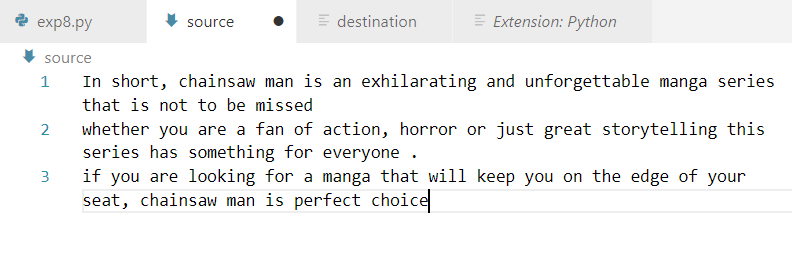 exp8.py source destination Extension: Python
source
1 In short, chainsaw man is an exhilarating and unforgettable manga series
that is not to be missed
2 whether you are a fan of action, horror or just great storytelling this
series has something for everyone .
3 if you are looking for a manga that will keep you on the edge of your
seat, chainsaw man is perfect choice